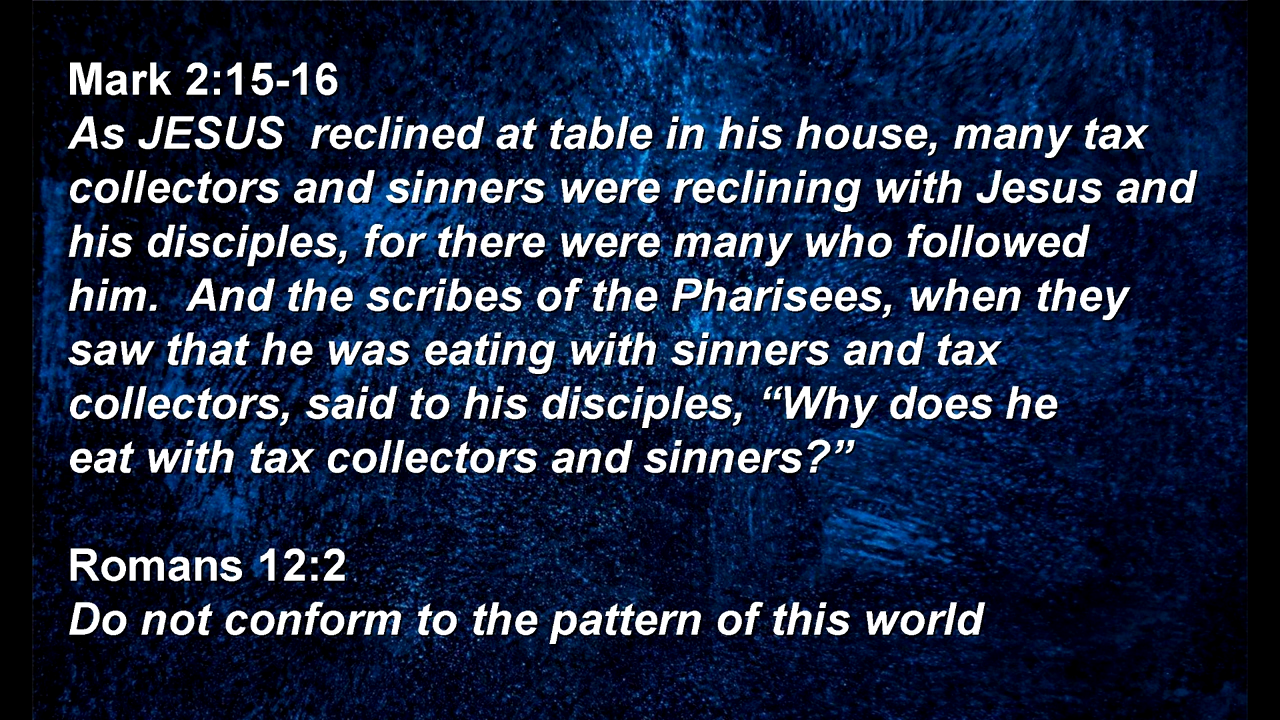 Mark 2:15-16
As JESUS  reclined at table in his house, many tax
collectors and sinners were reclining with Jesus and
his disciples, for there were many who followed
him.  And the scribes of the Pharisees, when they
saw that he was eating with sinners and tax
collectors, said to his disciples, “Why does he
eat with tax collectors and sinners?”
Romans 12:2
Do not conform to the pattern of this world